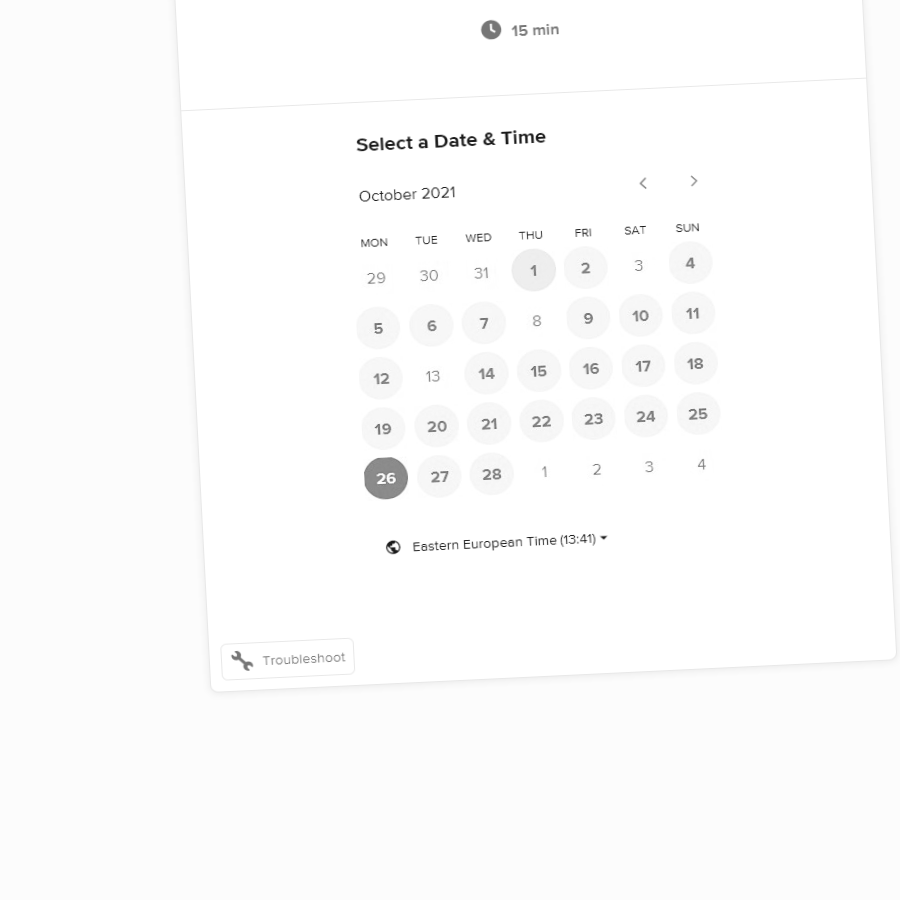 15 min
Select a Date & Time
October 2021
MON TUE WED THU FRI SAT SUN
29 30 31 1 2 3 4
5 6 7 8 9 10 11
12 13 14 15 16 17 18
19 20 21 22 23 24 25
26 27 28 1 2 3 4
Eastern European Time (13:41)
Troubleshoot